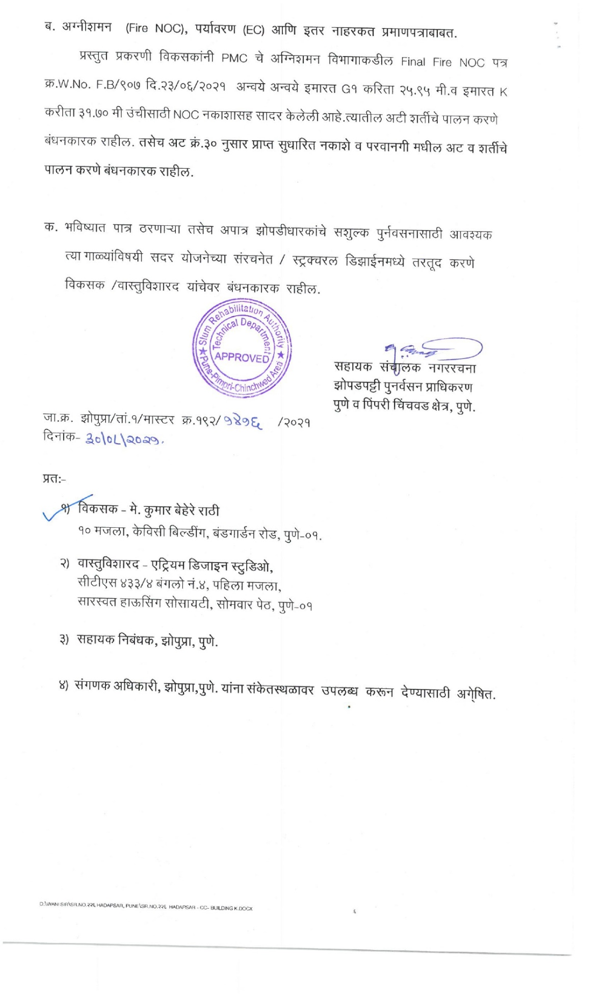 ब. अग्नीशमन (Fire NOC), पर्यावरण (EC) आणि इतर नाहरकत प्रमाणपत्राबाबत.
प्रस्तुत प्रकरणी विकसकांनी PMC चे अग्निशमन विभागाकडील Final Fire NOC पत्र
क्र.W.No. F.B/९०७ दि.२३/०६/२०२१ अन्वये अन्वये इमारत G१ करिता २५.९५ मी.व इमारत K
करीता ३१.७० मी उंचीसाठी NOC नकाशासह सादर केलेली आहे.त्यातील अटी शर्तीचे पालन करणे
बंधनकारक राहील. तसेच अट क्रं.३० नुसार प्राप्त सुधारित नकाशे व परवानगी मधील अट व शर्तीचे
पालन करणे बंधनकारक राहील.
क. भविष्यात पात्र ठरणाऱ्या तसेच अपात्र झोपडीधारकांचे सशुल्क पुर्नवसनासाठी आवश्यक
त्या गाळ्यांविषयी सदर योजनेच्या संरचनेत / स्ट्रक्चरल डिझाईनमध्ये तरतूद करणे
विकसक /वास्तुविशारद यांचेवर बंधनकारक राहील.
Slum Rehabilitation Authority
Technical Department
APPROVED
Pune-Pimpri-Chinchwad Area
सहायक संचालक नगररचना
झोपडपट्टी पुनर्वसन प्राधिकरण
पुणे व पिंपरी चिंचवड क्षेत्र, पुणे.
जा.क्र. झोपुप्रा/तां.१/मास्टर क्र.१९२/१४१६ /२०२१
दिनांक- ३०/०८/२०२१.
प्रत:-
१) विकसक - मे. कुमार बेहेरे राठी
१० मजला, केविसी बिल्डींग, बंडगार्डन रोड, पुणे-०१.
२) वास्तुविशारद - एट्रियम डिजाइन स्टुडिओ,
सीटीएस ४३३/४ बंगलो नं.४, पहिला मजला,
सारस्वत हाऊसिंग सोसायटी, सोमवार पेठ, पुणे-०१
३) सहायक निबंधक, झोपुप्रा, पुणे.
४) संगणक अधिकारी, झोपुप्रा,पुणे. यांना संकेतस्थळावर उपलब्ध करून देण्यासाठी अग्रेषित.
D:\WANI SIR\SR.NO.२२६ HADAPSAR, PUNE\SR.NO.२२६ HADAPSAR - CC- BUILDING K.DOCX
६